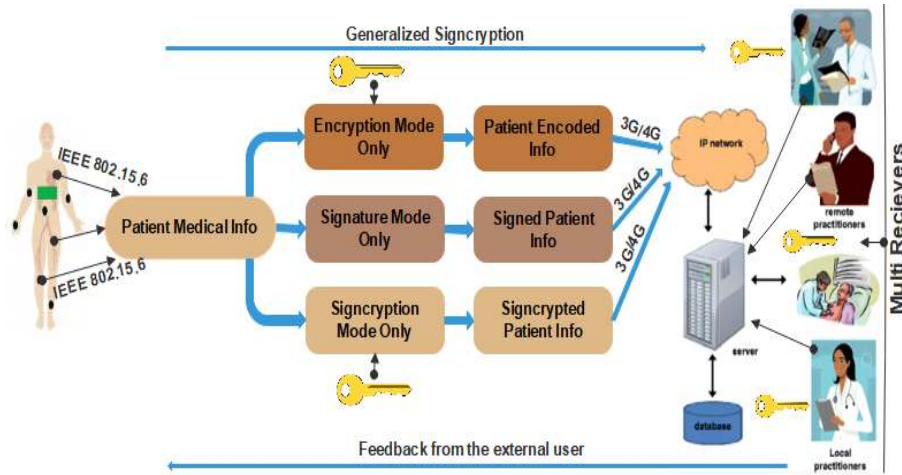 Generalized Signcryption
IEEE 802.15.6
IEEE 802.15.6
Patient Medical Info
Encryption Mode
Only
Patient Encoded
Info
3G/4G
Signature Mode
Only
Signed Patient
Info
3G/4G
Signcryption
Mode Only
Signcrypted
Patient Info
3G/4G
IP network
server
database
remote
practitioners
Local
practitioners
Multi Recievers
Feedback from the external user